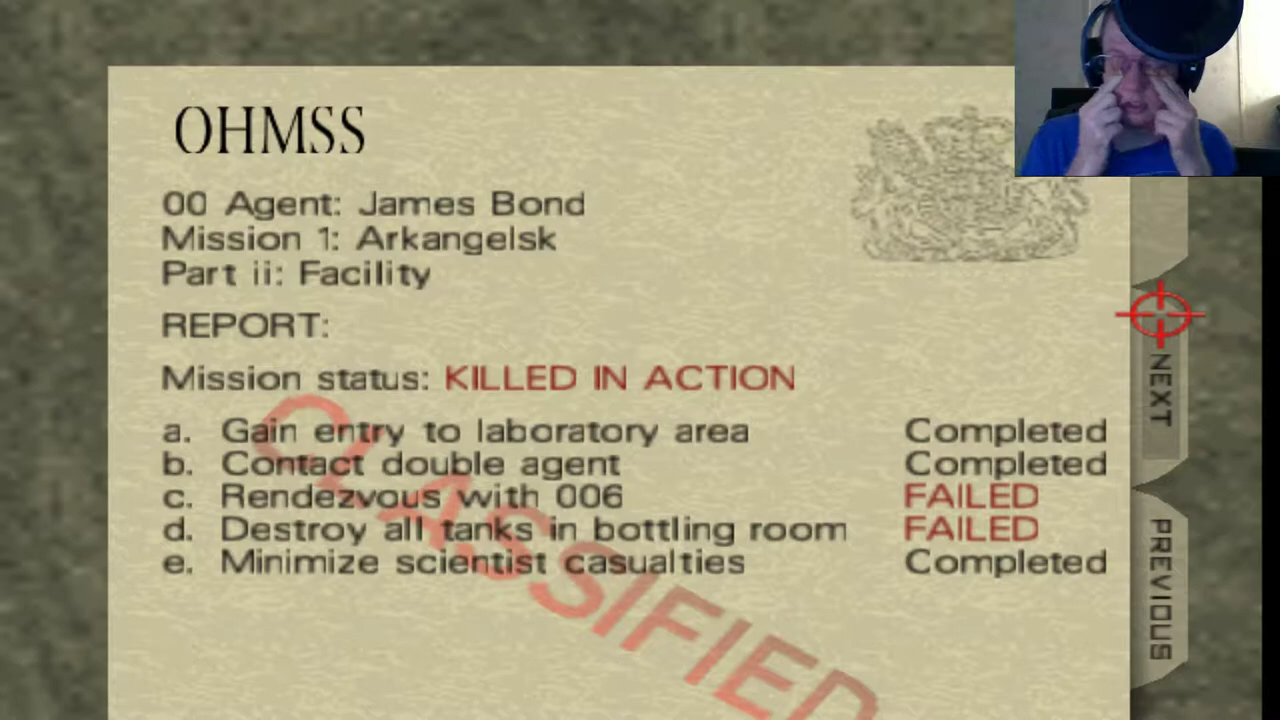 OHMSS
00 Agent: James Bond
Mission 1: Arkangelsk
Part ii: Facility
REPORT:
Mission status: KILLED IN ACTION
a. Gain entry to laboratory area Completed
b. Contact double agent Completed
c. Rendezvous with 006 FAILED
d. Destroy all tanks in bottling room FAILED
e. Minimize scientist casualties Completed
CLASSIFIED
NEXT
PREVIOUS